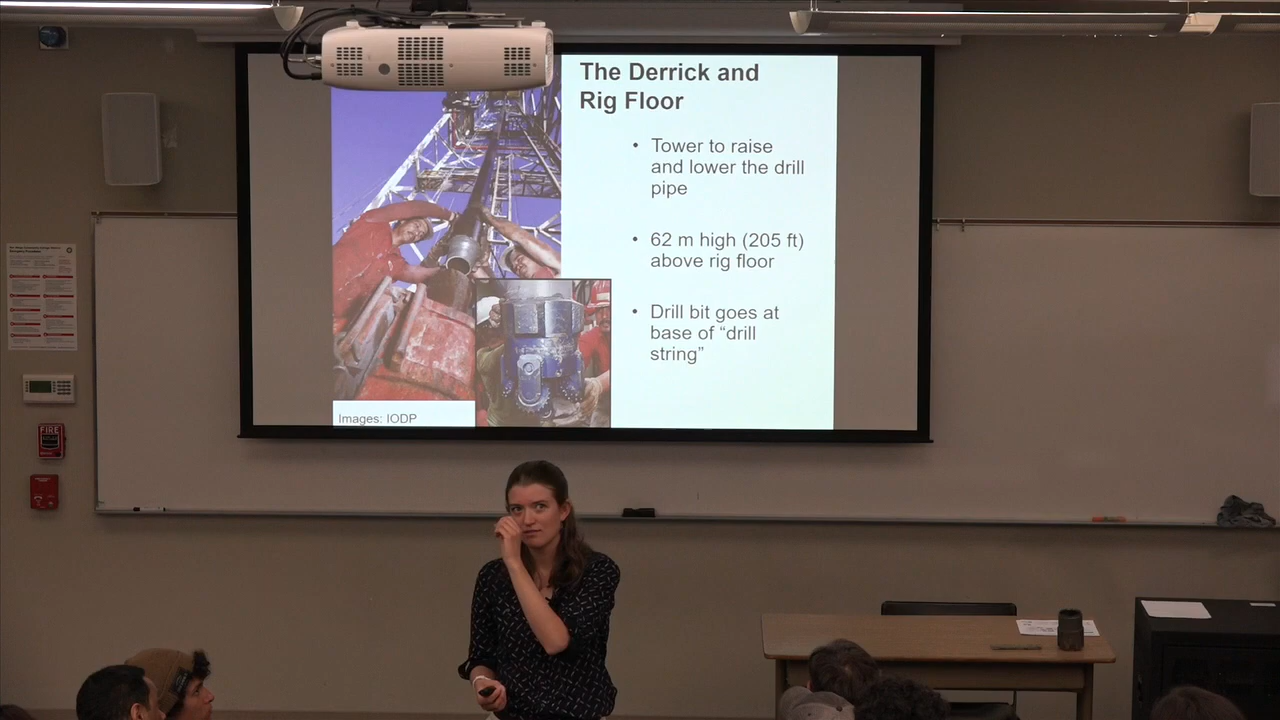 The Derrick and
Rig Floor
• Tower to raise
and lower the drill
pipe
• 62 m high (205 ft)
above rig floor
• Drill bit goes at
base of “drill
string”
Images: IODP
FIRE